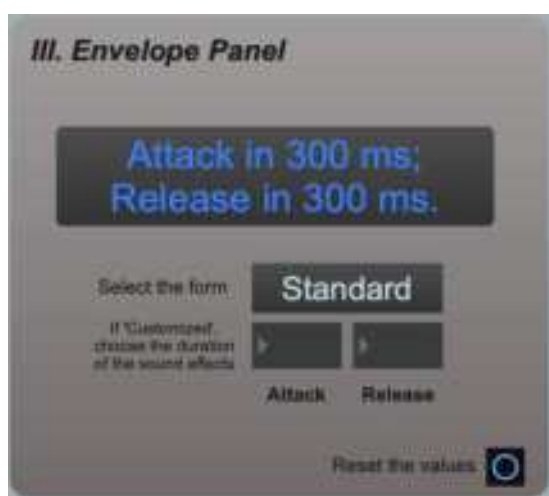 III. Envelope Panel
Attack in 300 ms;
Release in 300 ms.
Select the form
Standard
If 'Customized',
choose the duration
of the sound effects
Attack
Release
Reset the values